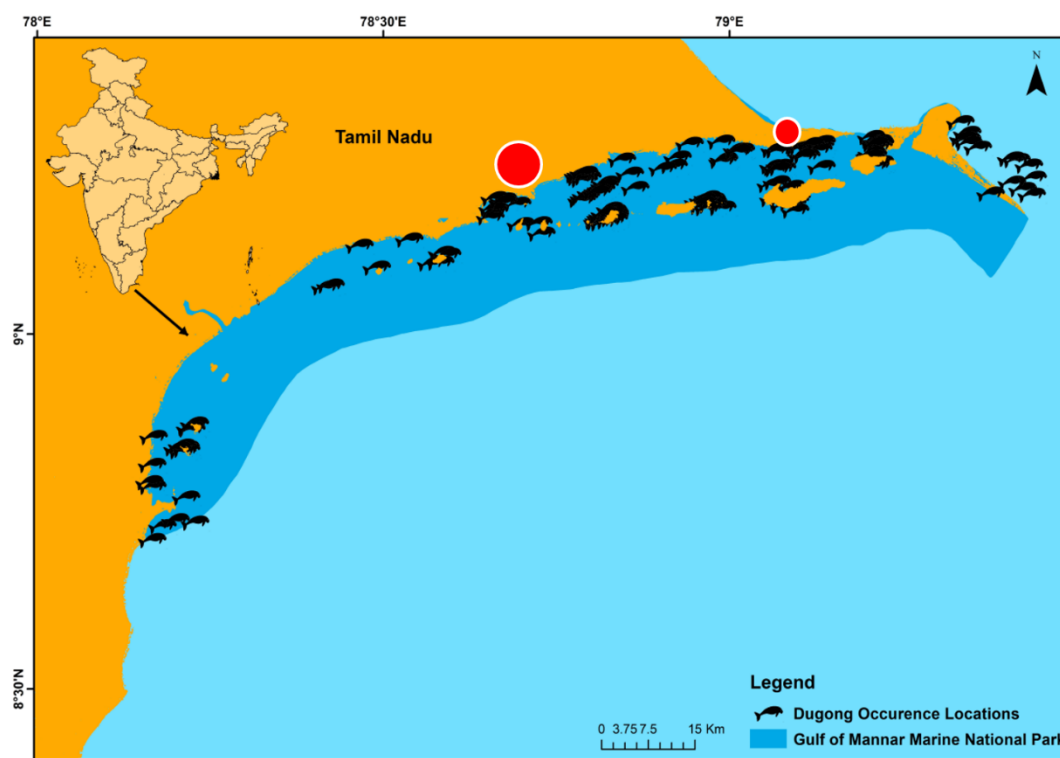 78°E
78°30'E
79°E
N
Tamil Nadu
9°N
8°30'N
Legend
Dugong Occurence Locations
Gulf of Mannar Marine National Park
0 3.75 7.5 15 Km